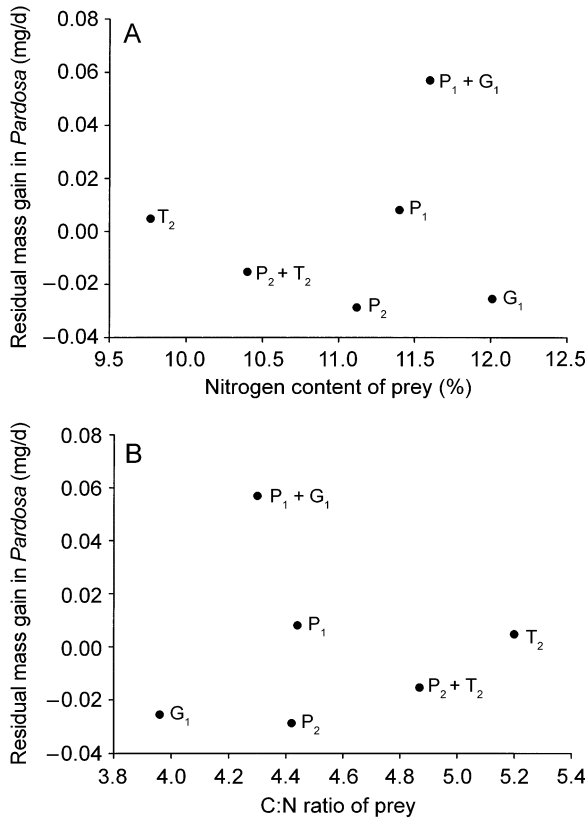 A
Residual mass gain in Pardosa (mg/d)
0.08
0.06
0.04
0.02
0.00
−0.02
−0.04
P₁ + G₁
P₁
T₂
P₂ + T₂
P₂
G₁
9.5 10.0 10.5 11.0 11.5 12.0 12.5
Nitrogen content of prey (%)
B
Residual mass gain in Pardosa (mg/d)
0.08
0.06
0.04
0.02
0.00
−0.02
−0.04
P₁ + G₁
P₁
T₂
P₂ + T₂
G₁
P₂
3.8 4.0 4.2 4.4 4.6 4.8 5.0 5.2 5.4
C:N ratio of prey